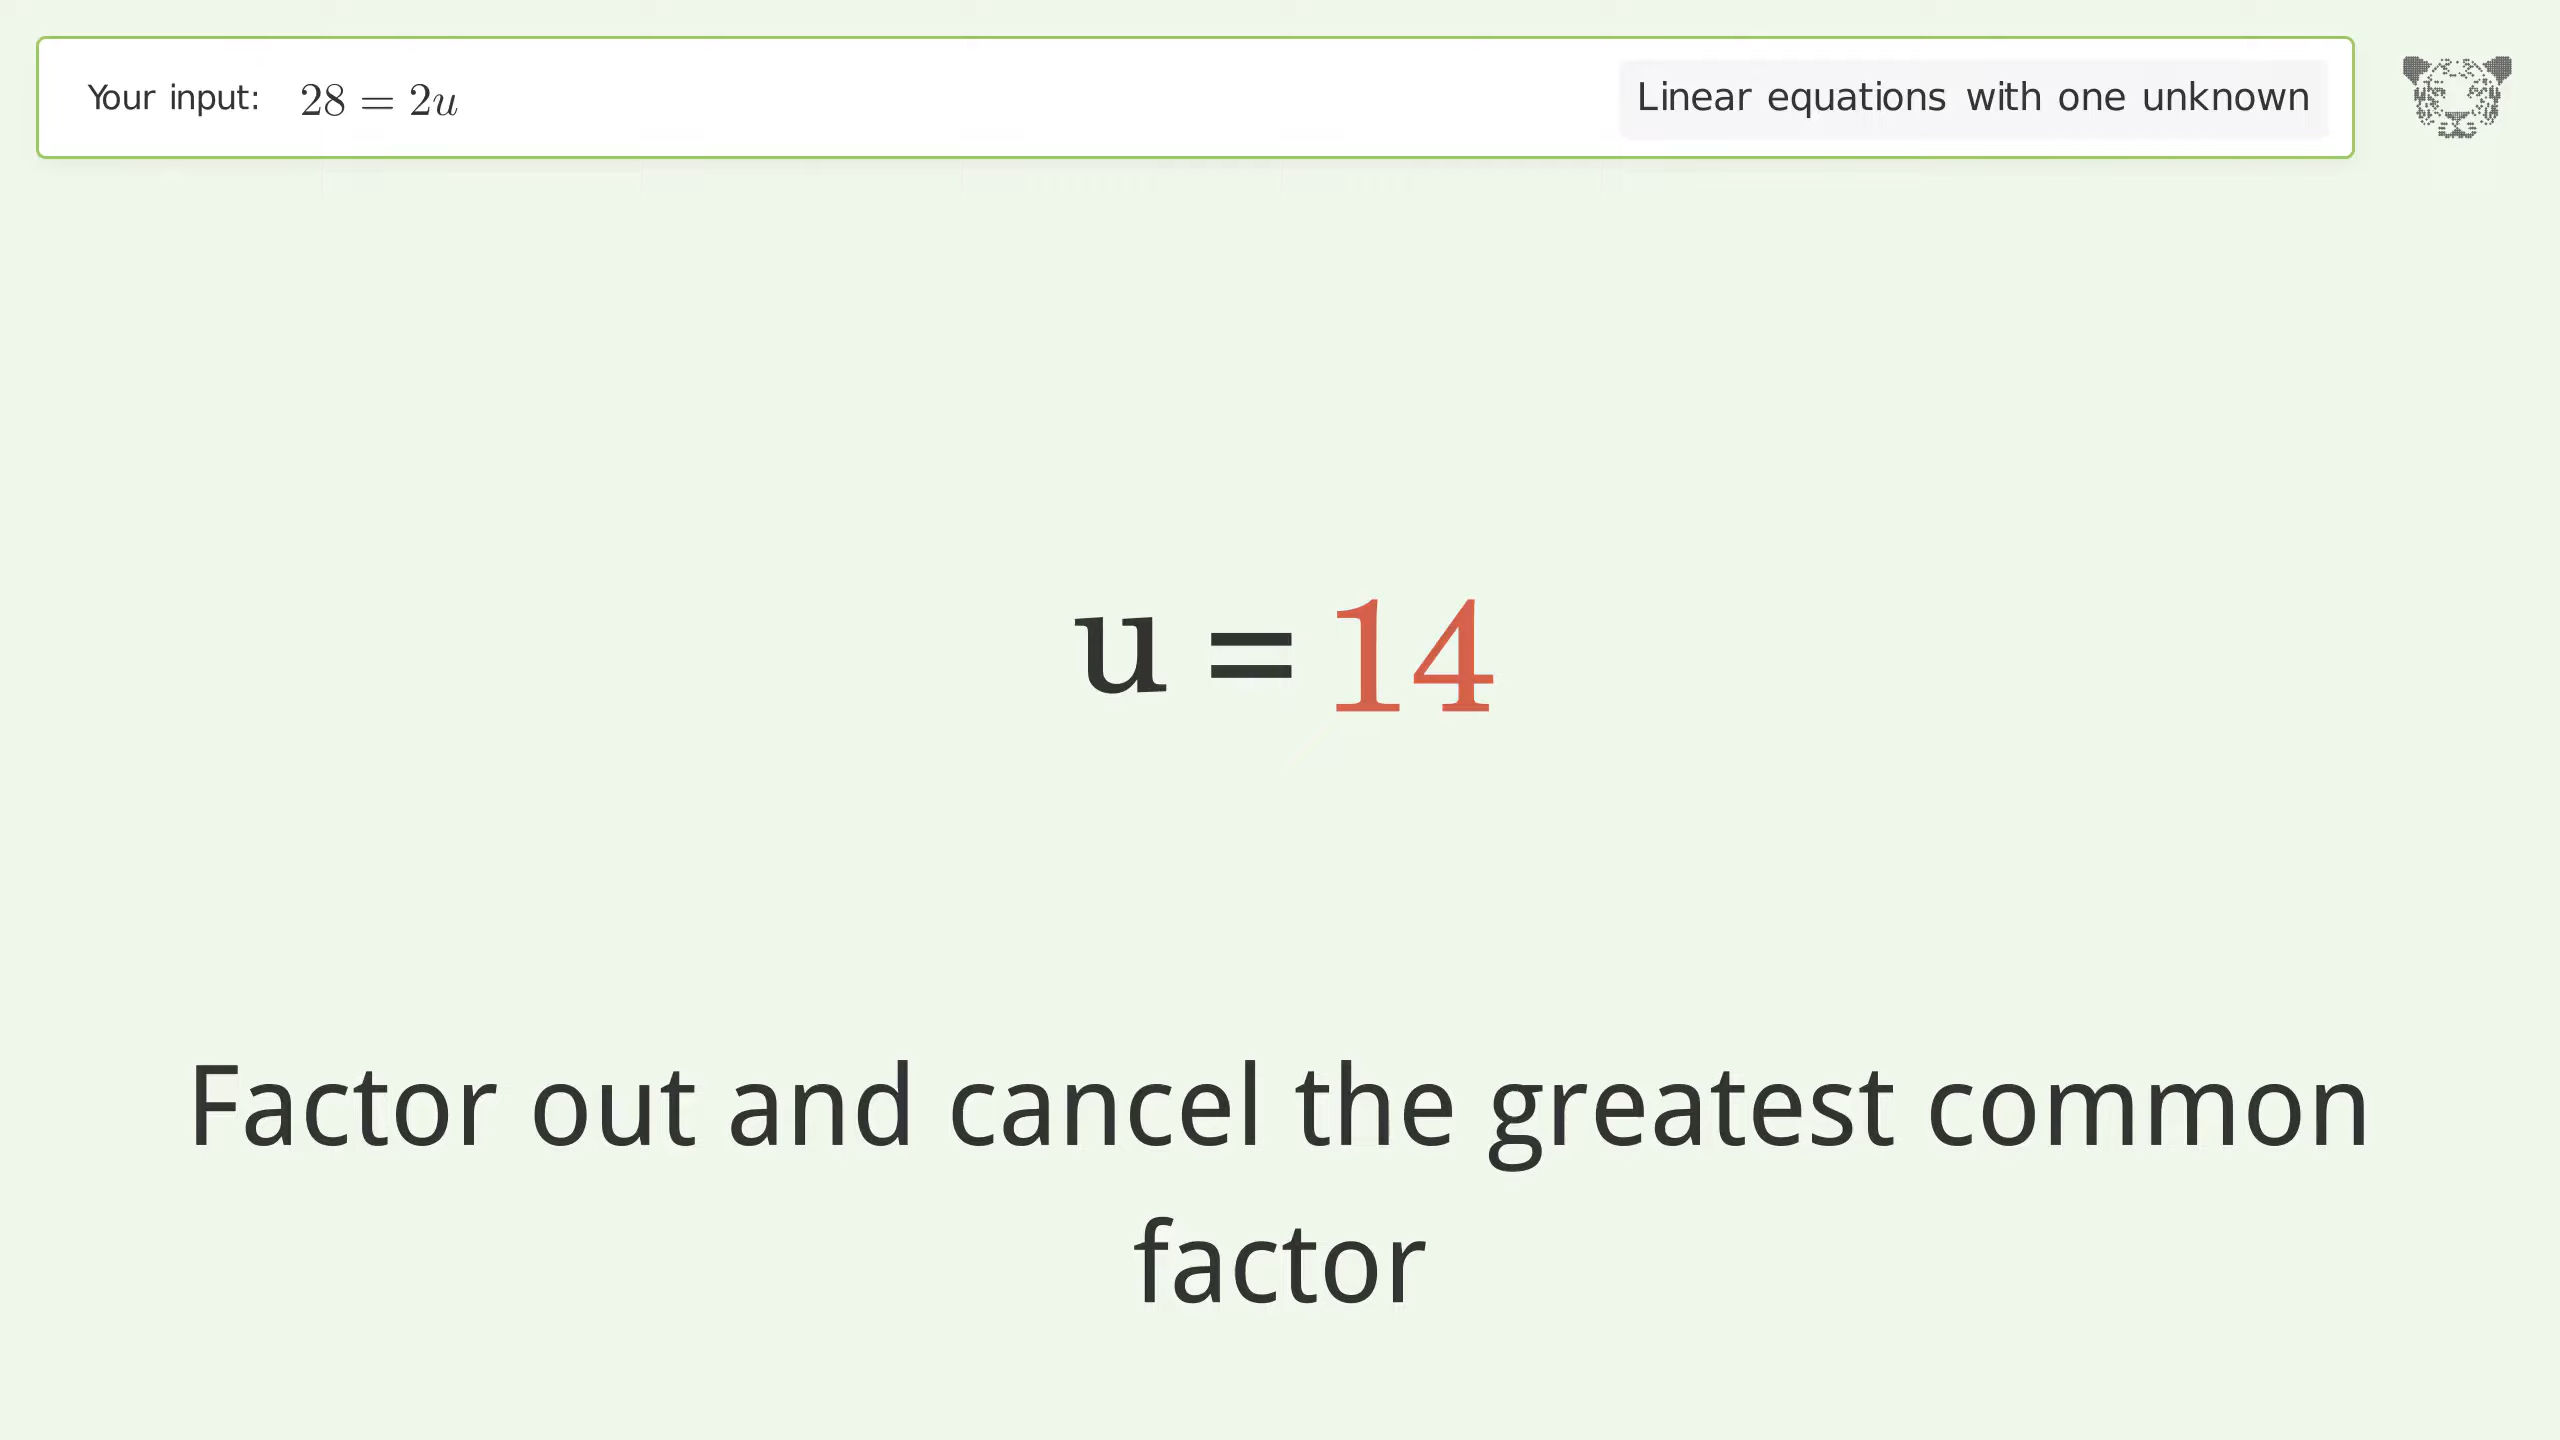 Your input: 28 = 2u
Linear equations with one unknown
u = 14
Factor out and cancel the greatest common
factor